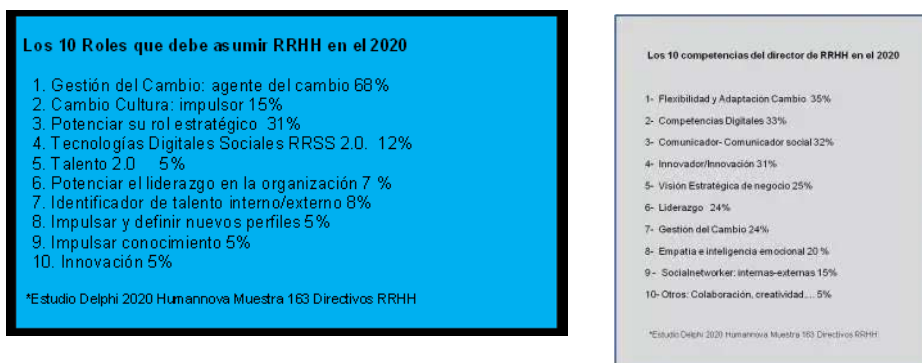 Los 10 Roles que debe asumir RRHH en el 2020
1. Gestión del Cambio: agente del cambio 68%
2. Cambio Cultura: impulsor 15%
3. Potenciar su rol estratégico 31%
4. Tecnologías Digitales Sociales RRSS 2.0. 12%
5. Talento 2.0 5%
6. Potenciar el liderazgo en la organización 7 %
7. Identificador de talento interno/externo 8%
8. Impulsar y definir nuevos perfiles 5%
9. Impulsar conocimiento 5%
10. Innovación 5%
*Estudio Delphi 2020 Humannova Muestra 163 Directivos RRHH
Los 10 competencias del director de RRHH en el 2020
1- Flexibilidad y Adaptación Cambio 35%
2- Competencias Digitales 33%
3- Comunicador- Comunicador social 32%
4- Innovador/Innovación 31%
5- Visión Estratégica de negocio 25%
6- Liderazgo 24%
7- Gestión del Cambio 24%
8- Empatia e inteligencia emocional 20 %
9- Socialnetworker: internas-externas 15%
10- Otros: Colaboración, creatividad.... 5%
*Estudio Delphi 2020 Humannova Muestra 163 Directivos RRHH